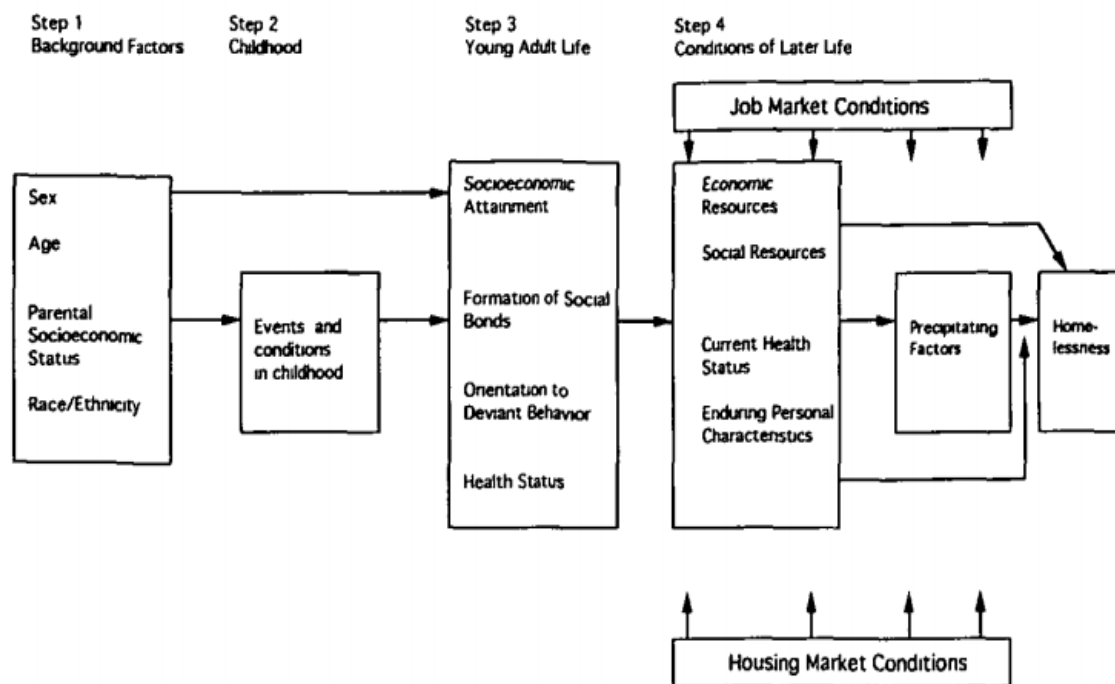 Step 1
Background Factors
Step 2
Childhood
Step 3
Young Adult Life
Step 4
Conditions of Later Life
Job Market Conditions
Sex
Age
Parental
Socioeconomic
Status
Race/Ethnicity
Events and
conditions
in childhood
Socioeconomic
Attainment
Formation of Social
Bonds
Orientation to
Deviant Behavior
Health Status
Economic
Resources
Social Resources
Current Health
Status
Enduring Personal
Characteristics
Precipitating
Factors
Home-
lessness
Housing Market Conditions